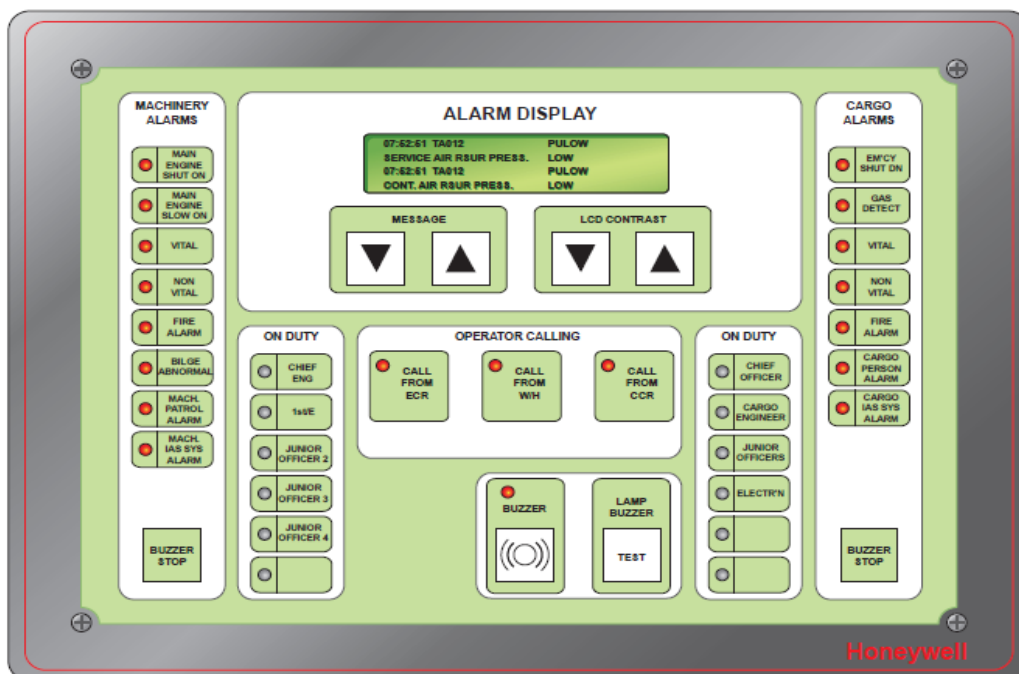 MACHINERY
ALARMS
MAIN
ENGINE
SHUT ON
MAIN
ENGINE
SLOW ON
VITAL
NON
VITAL
FIRE
ALARM
BILGE
ABNORMAL
MACH.
PATROL
ALARM
MACH.
IAS SYS
ALARM
BUZZER
STOP
ALARM DISPLAY
07:52:51 TA012 PULOW
SERVICE AIR RSUR PRESS. LOW
07:52:51 TA012 PULOW
CONT. AIR RSUR PRESS. LOW
MESSAGE
LCD CONTRAST
ON DUTY
CHIEF
ENG
1st/E
JUNIOR
OFFICER 2
JUNIOR
OFFICER 3
JUNIOR
OFFICER 4
OPERATOR CALLING
CALL
FROM
ECR
CALL
FROM
W/H
CALL
FROM
CCR
BUZZER
LAMP
BUZZER
TEST
ON DUTY
CHIEF
OFFICER
CARGO
ENGINEER
JUNIOR
OFFICERS
ELECTR'N
CARGO
ALARMS
EM'CY
SHUT DN
GAS
DETECT
VITAL
NON
VITAL
FIRE
ALARM
CARGO
PERSON
ALARM
CARGO
IAS SYS
ALARM
BUZZER
STOP
Honeywell